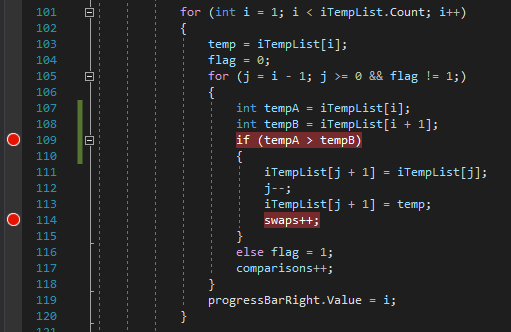 101 for (int i = 1; i < iTempList.Count; i++)
102 {
103 temp = iTempList[i];
104 flag = 0;
105 for (j = i - 1; j >= 0 && flag != 1;)
106 {
107 int tempA = iTempList[i];
108 int tempB = iTempList[i + 1];
109 if (tempA > tempB)
110 {
111 iTempList[j + 1] = iTempList[j];
112 j--;
113 iTempList[j + 1] = temp;
114 swaps++;
115 }
116 else flag = 1;
117 comparisons++;
118 }
119 progressBarRight.Value = i;
120 }